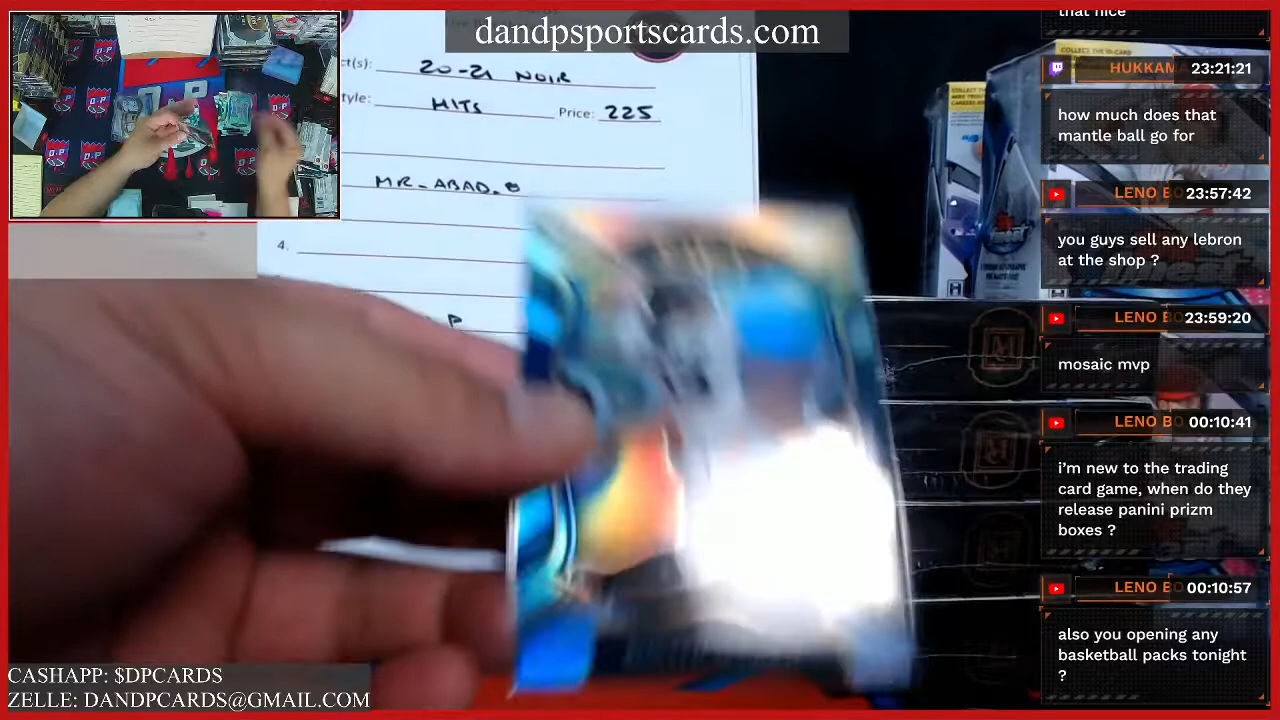 dandpsportscards.com
20-21 NOIR
tyle: HITS Price: 225
MR_ABAD_8
4.
P
D P
that nice
HUKKAM 23:21:21
how much does that
mantle ball go for
LENO B 23:57:42
you guys sell any lebron
at the shop ?
LENO B 23:59:20
mosaic mvp
LENO B 00:10:41
i'm new to the trading
card game, when do they
release panini prizm
boxes ?
LENO B 00:10:57
also you opening any
basketball packs tonight
?
CASHAPP: $DPCARDS
ZELLE: DANDPCARDS@GMAIL.COM